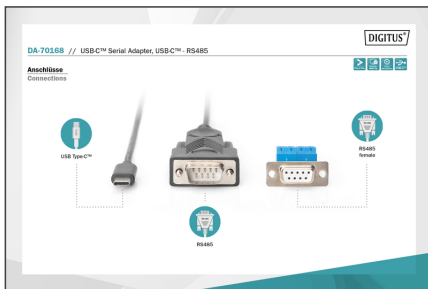 DIGITUS®
DA-70168 // USB-C™ Serial Adapter, USB-C™ - RS485
Anschlüsse
Connections
USB Type-C™
RS485
female
RS485